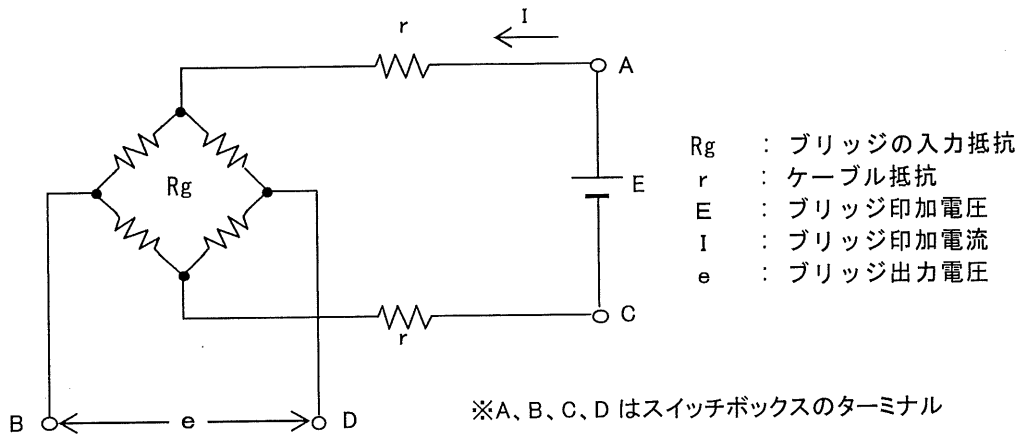 I
r
A
Rg
E
r
C
B
e
D
Rg : ブリッジの入力抵抗
r : ケーブル抵抗
E : ブリッジ印加電圧
I : ブリッジ印加電流
e : ブリッジ出力電圧
※A、B、C、Dはスイッチボックスのターミナル